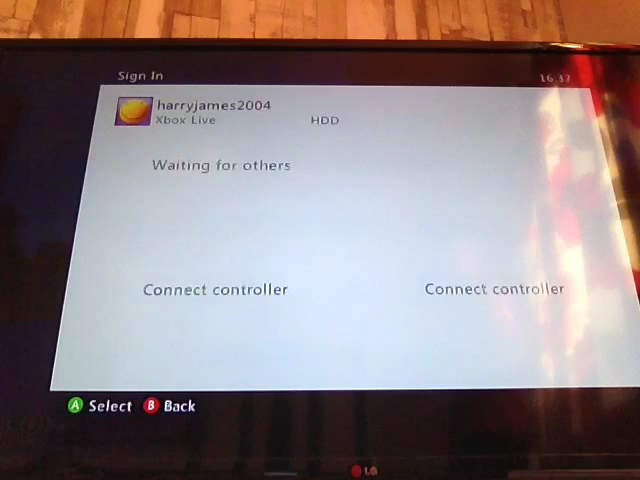 Sign In
16.37
harryjames2004
Xbox Live
HDD
Waiting for others
Connect controller
Connect controller
A Select B Back
LG